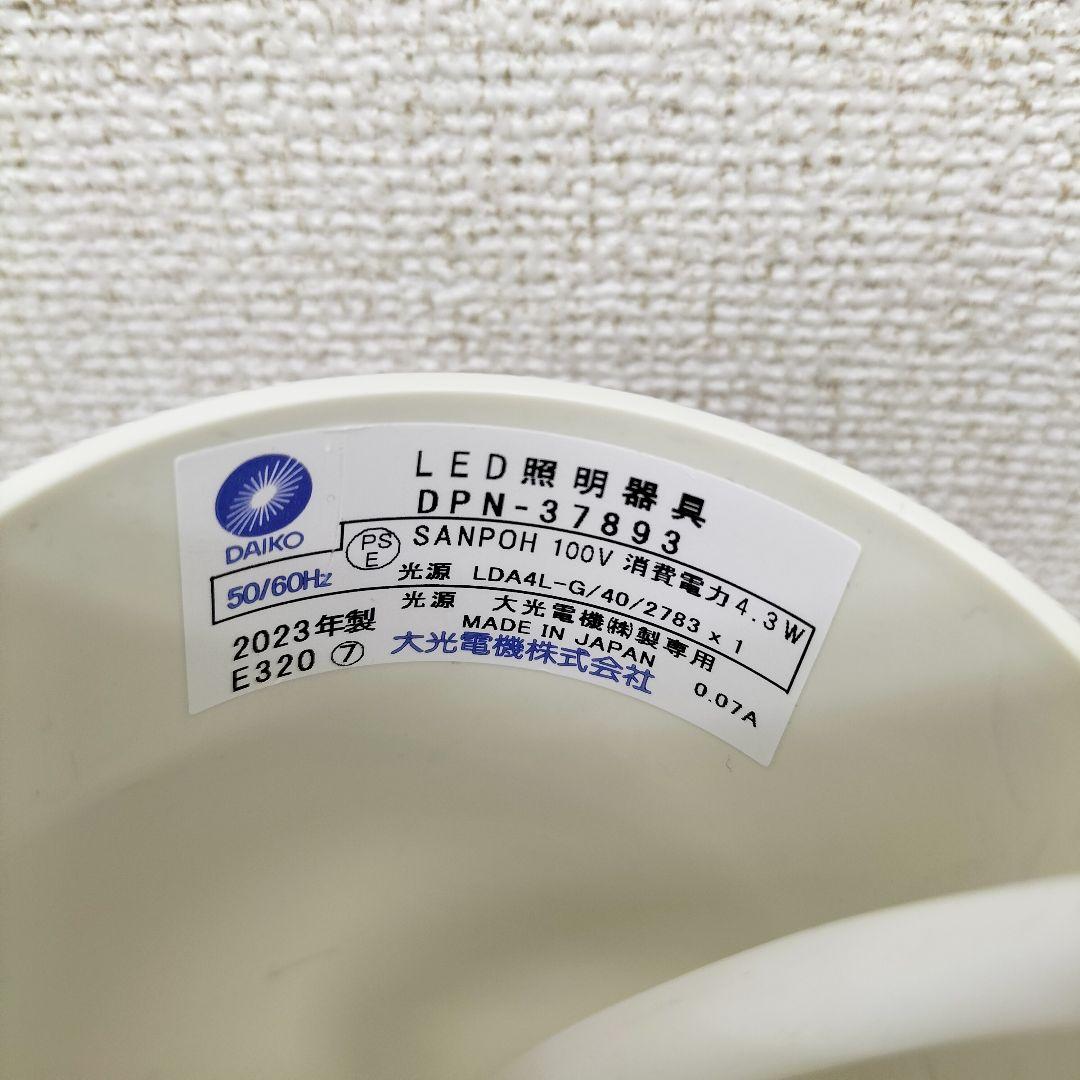 DAIKO
LED照明器具
DPN-37893
PS
E
SANPOH 100V 消費電力4.3W
50/60Hz
光源 LDA4L-G/40/2783 x 1
光源 大光電機㈱製専用
2023年製
MADE IN JAPAN
E320 ⑦
大光電機株式会社
0.07A